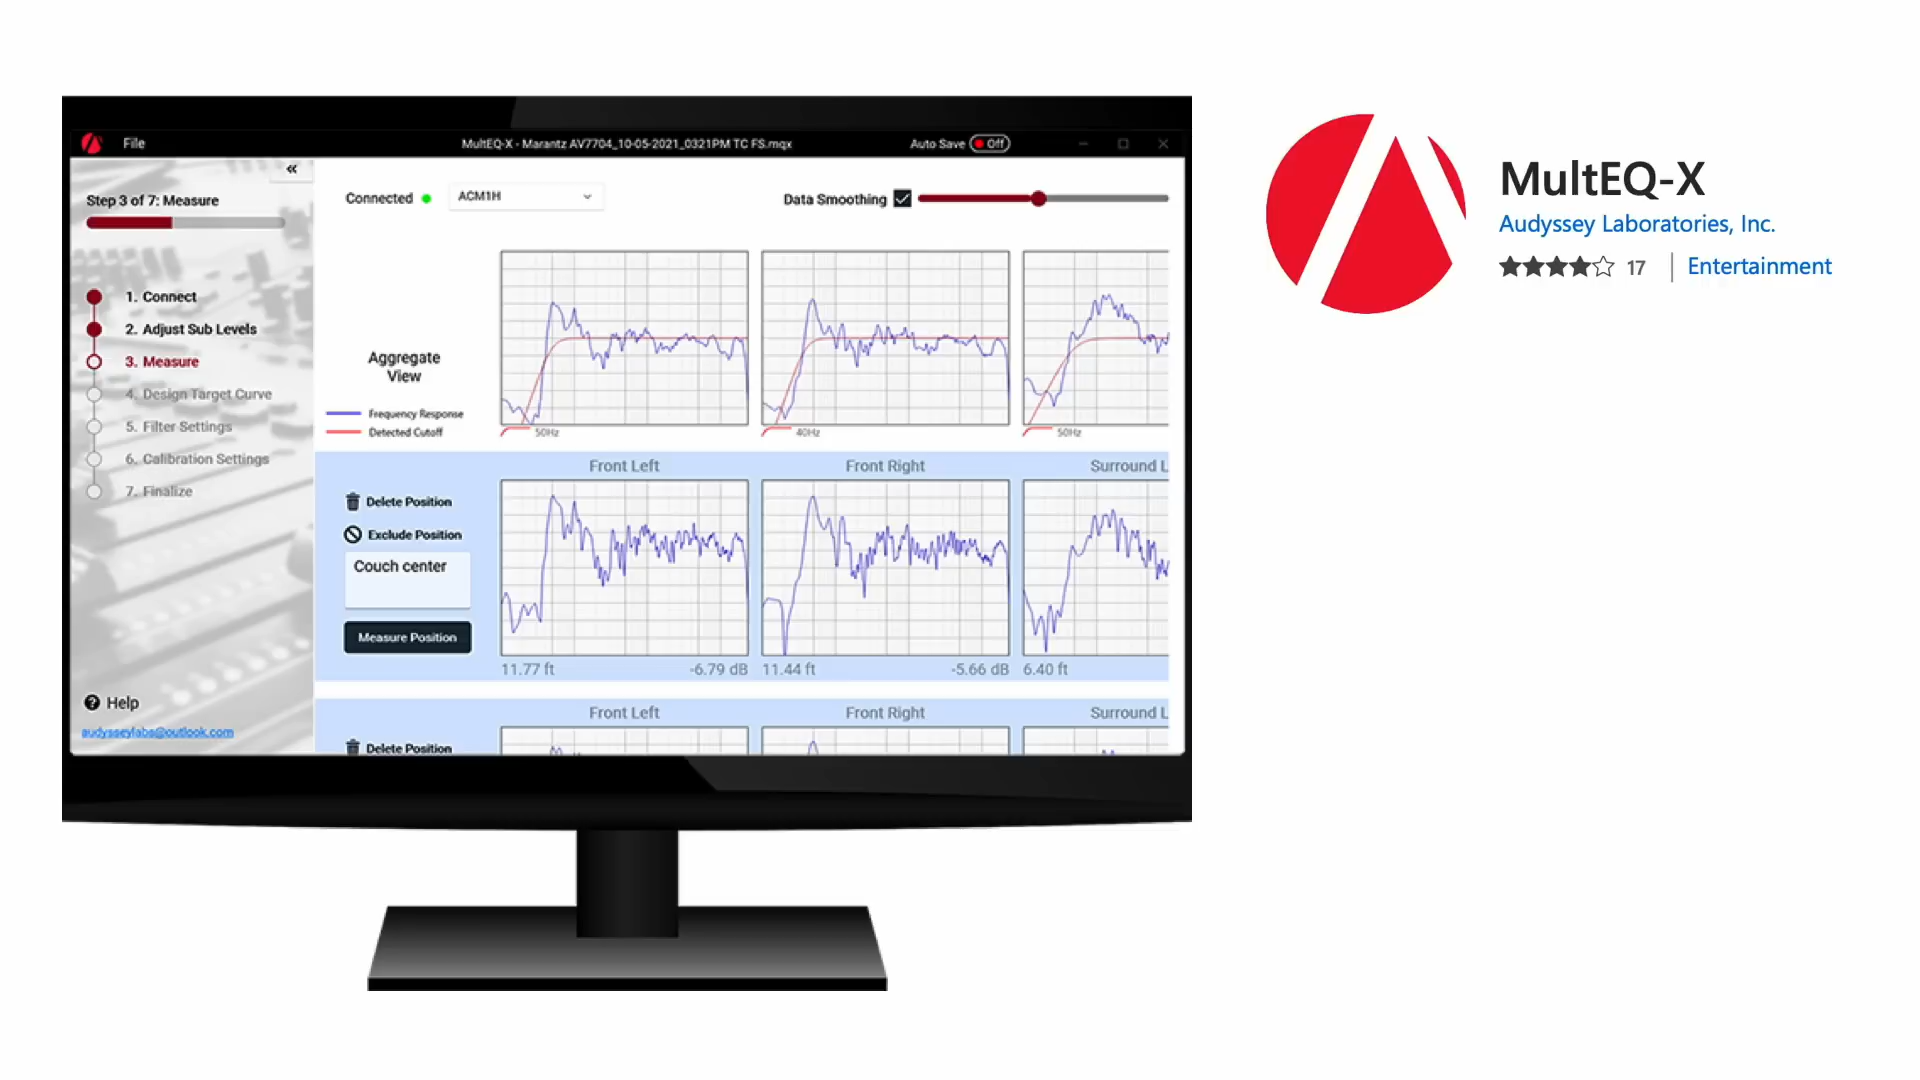 File
MultEQ-X - Marantz AV7704_10-05-2021_0321PM TC FS.mqx
Auto Save
Off
«
Step 3 of 7: Measure
Connected
ACM1H
Data Smoothing
1. Connect
2. Adjust Sub Levels
3. Measure
4. Design Target Curve
5. Filter Settings
6. Calibration Settings
7. Finalize
Help
audysseylabs@outlook.com
Aggregate
View
Frequency Response
Detected Cutoff
50Hz
40Hz
50Hz
Front Left
Front Right
Surround L
Delete Position
Exclude Position
Couch center
Measure Position
11.77 ft
-6.79 dB
11.44 ft
-5.66 dB
6.40 ft
Front Left
Front Right
Surround L
Delete Position
MultEQ-X
Audyssey Laboratories, Inc.
17
Entertainment